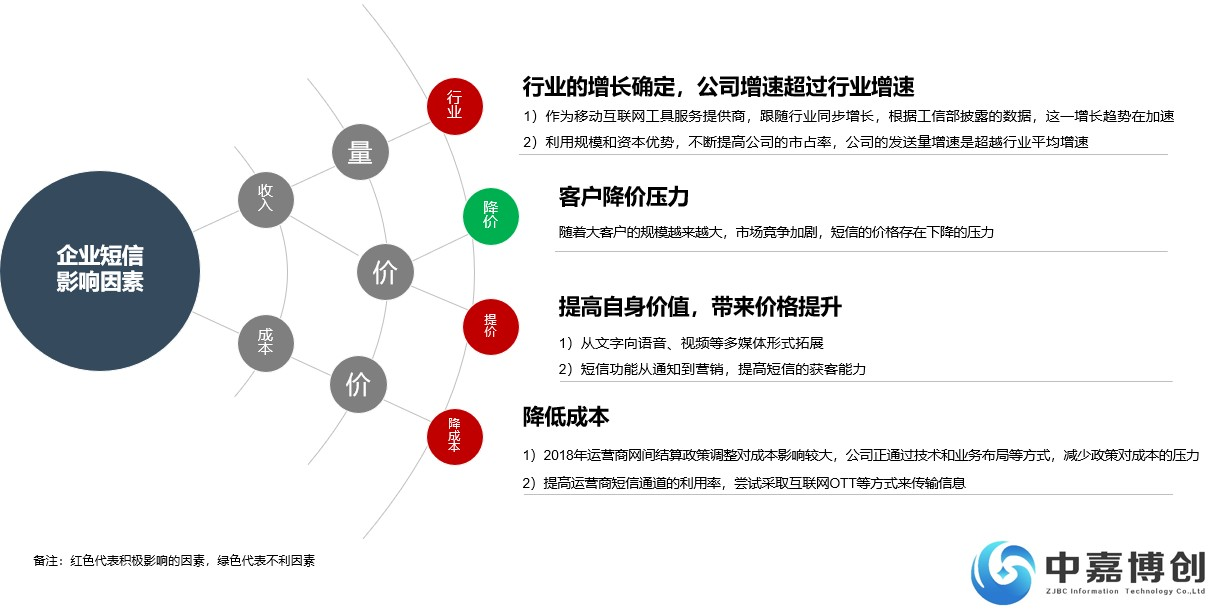 企业短信
影响因素
收入
成本
量
价
价
行业
降价
提价
降成本
行业的增长确定，公司增速超过行业增速
1）作为移动互联网工具服务提供商，跟随行业同步增长，根据工信部披露的数据，这一增长趋势在加速
2）利用规模和资本优势，不断提高公司的市占率，公司的发送量增速是超越行业平均增速
客户降价压力
随着大客户的规模越来越大，市场竞争加剧，短信的价格存在下降的压力
提高自身价值，带来价格提升
1）从文字向语音、视频等多媒体形式拓展
2）短信功能从通知到营销，提高短信的获客能力
降低成本
1）2018年运营商网间结算政策调整对成本影响较大，公司正通过技术和业务布局等方式，减少政策对成本的压力
2）提高运营商短信通道的利用率，尝试采取互联网OTT等方式来传输信息
备注：红色代表积极影响的因素，绿色代表不利因素
中嘉博创
ZJBC Information Technology Co.,Ltd